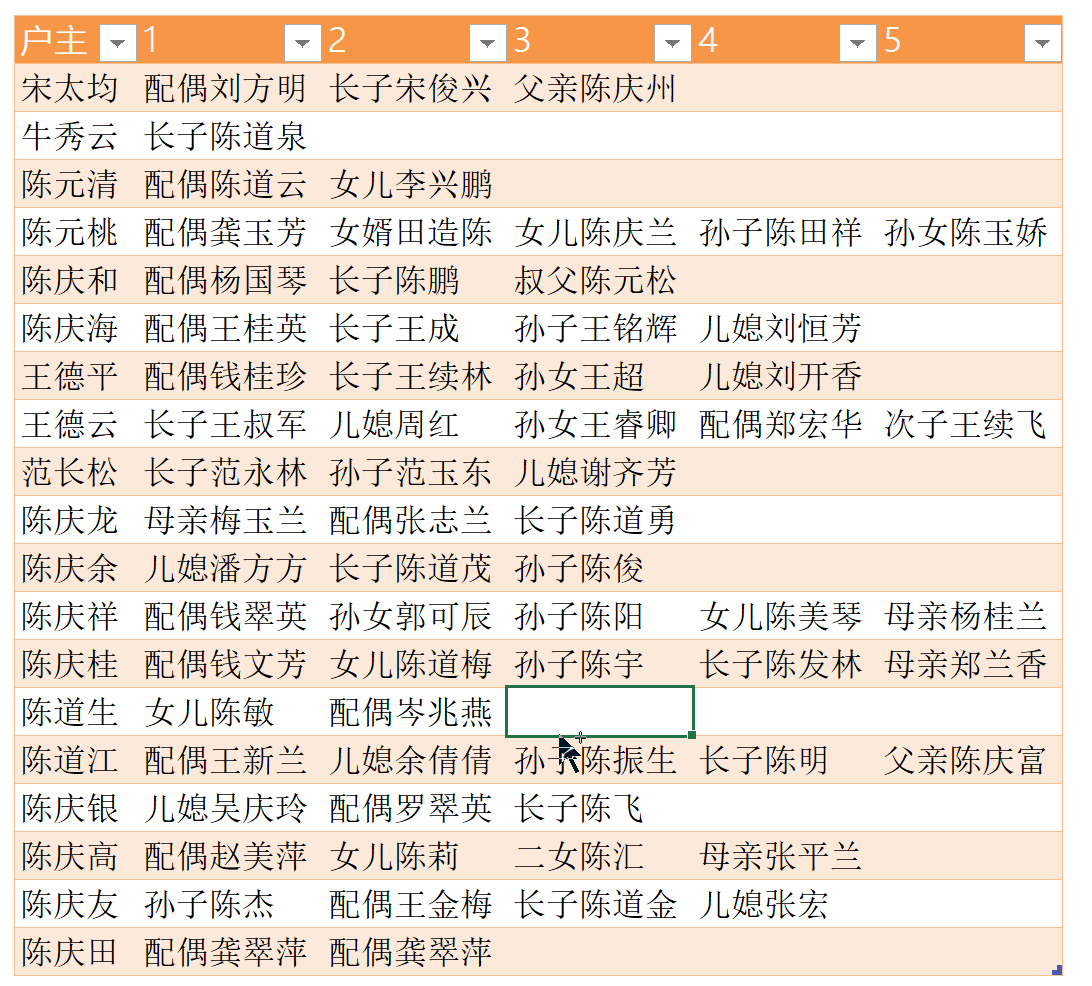 户主 1 2 3 4 5
宋太均 配偶刘方明 长子宋俊兴 父亲陈庆州
牛秀云 长子陈道泉
陈元清 配偶陈道云 女儿李兴鹏
陈元桃 配偶龚玉芳 女婿田造陈 女儿陈庆兰 孙子陈田祥 孙女陈玉娇
陈庆和 配偶杨国琴 长子陈鹏 叔父陈元松
陈庆海 配偶王桂英 长子王成 孙子王铭辉 儿媳刘恒芳
王德平 配偶钱桂珍 长子王续林 孙女王超 儿媳刘开香
王德云 长子王叔军 儿媳周红 孙女王睿卿 配偶郑宏华 次子王续飞
范长松 长子范永林 孙子范玉东 儿媳谢齐芳
陈庆龙 母亲梅玉兰 配偶张志兰 长子陈道勇
陈庆余 儿媳潘方方 长子陈道茂 孙子陈俊
陈庆祥 配偶钱翠英 孙女郭可辰 孙子陈阳 女儿陈美琴 母亲杨桂兰
陈庆桂 配偶钱文芳 女儿陈道梅 孙子陈宇 长子陈发林 母亲郑兰香
陈道生 女儿陈敏 配偶岑兆燕
陈道江 配偶王新兰 儿媳余倩倩 孙子陈振生 长子陈明 父亲陈庆富
陈庆银 儿媳吴庆玲 配偶罗翠英 长子陈飞
陈庆高 配偶赵美萍 女儿陈莉 二女陈汇 母亲张平兰
陈庆友 孙子陈杰 配偶王金梅 长子陈道金 儿媳张宏
陈庆田 配偶龚翠萍 配偶龚翠萍